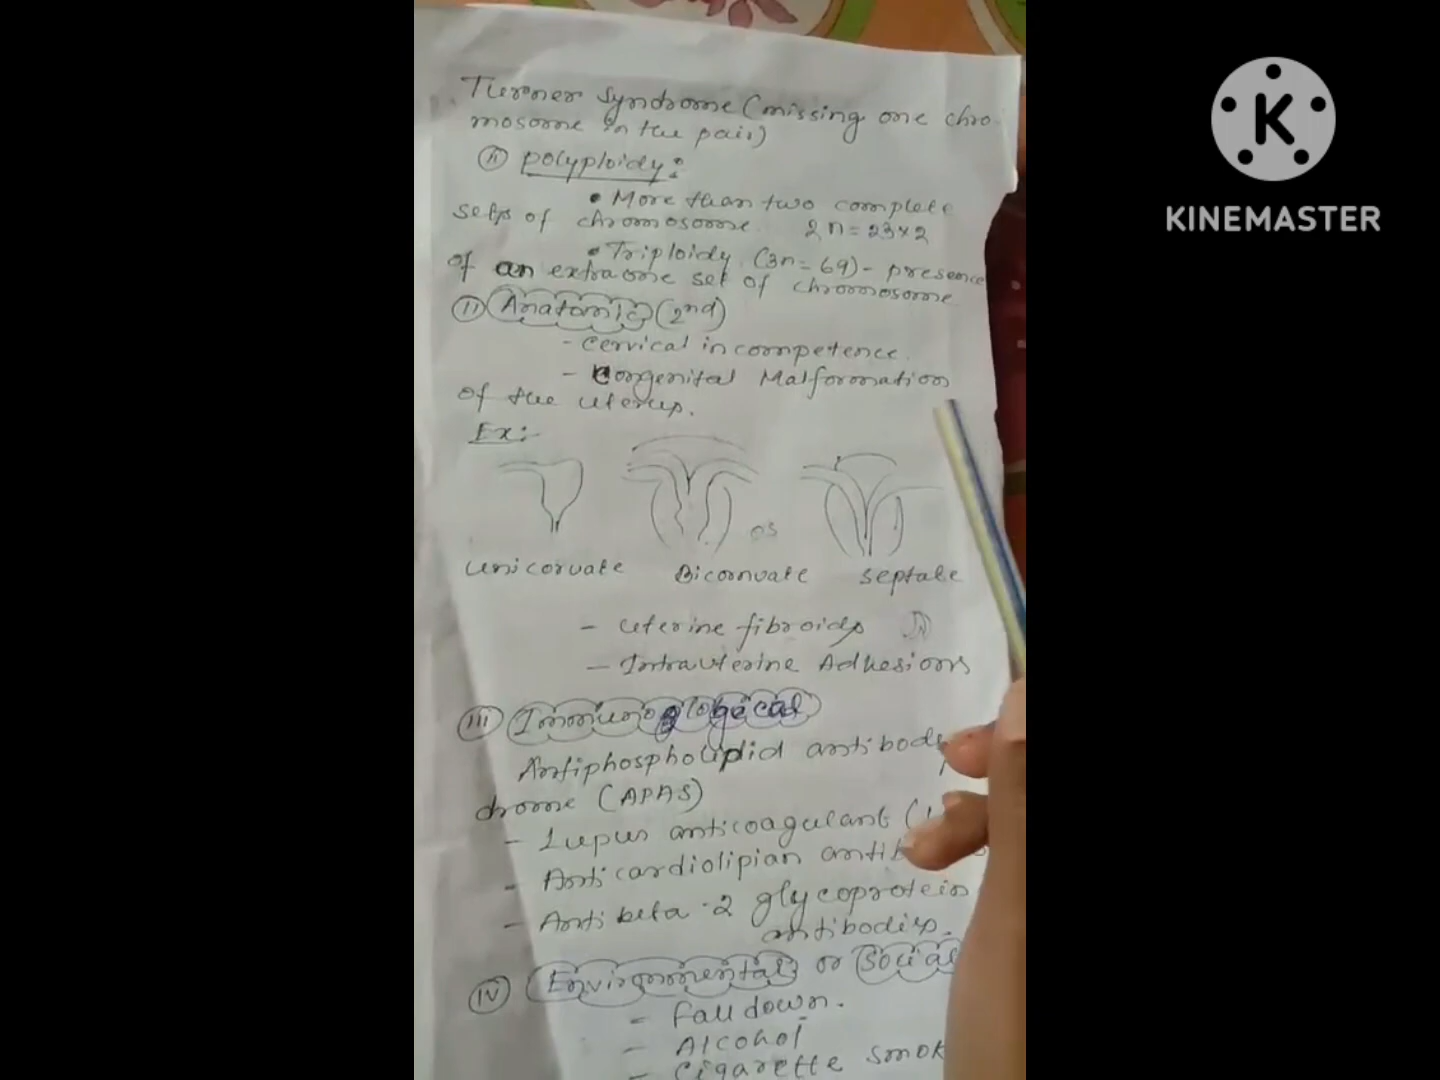 Turner Syndrome (missing one chro-
mosome in the pair)
ii polyploidy:
• More than two complete
sets of chromosome 2n = 23×2
• Triploidy (3n = 69) - presence
of an extra one set of chromosome
II Anatomic (2nd)
- Cervical incompetence.
- Congenital Malformation
of the uterus.
Ex:-
os
Unicornuate Bicornuate Septate
- Uterine fibroids
- Intrauterine Adhesions
III Immunological
Antiphospholipid antibody
drome (APAS)
- Lupus anticoagulant (
- Anticardiolipian
- Anti beta-2 glycoprotein
antibodies.
IV Environmental or Social
- Fall down.
- Alcohol
- Cigarette smok
K
KINEMASTER